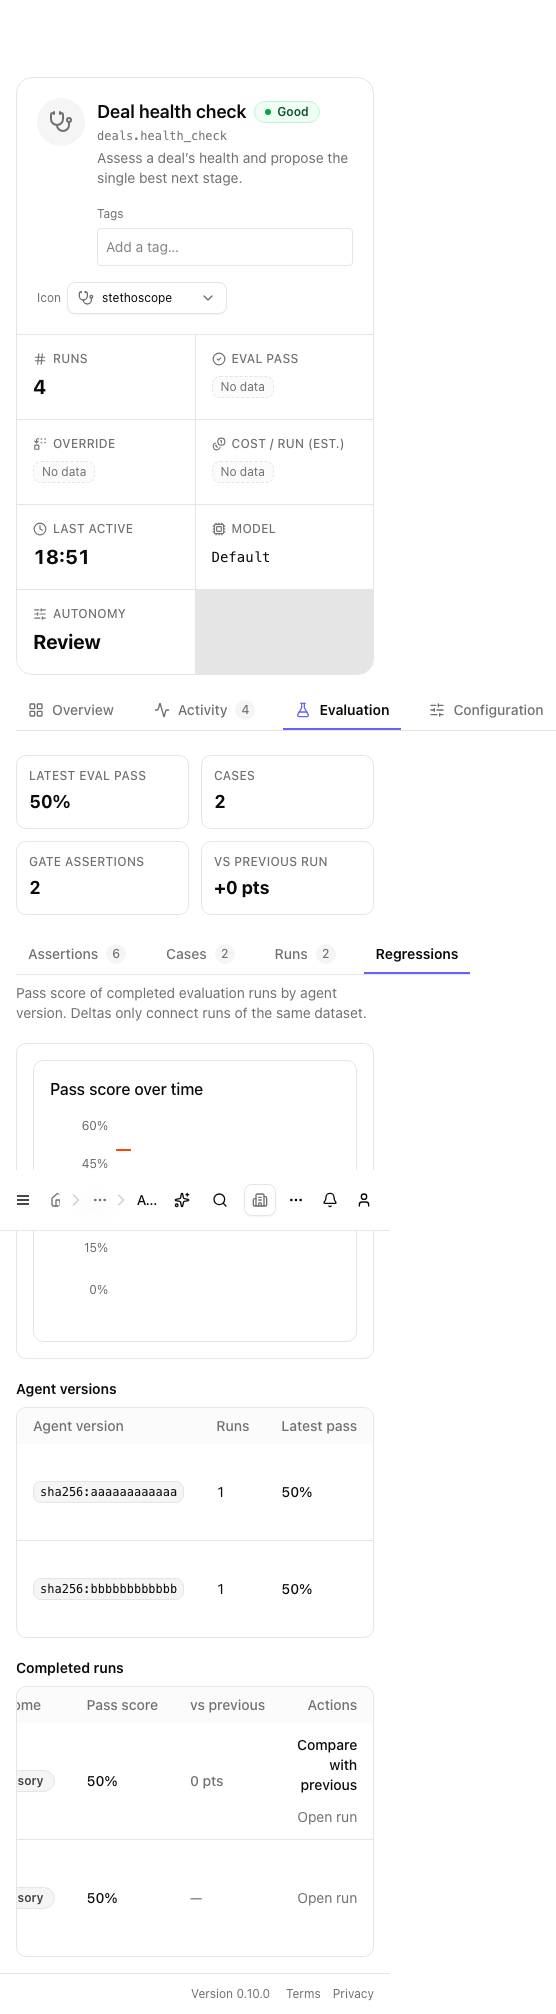 Deal health check Good
deals.health_check
Assess a deal's health and propose the
single best next stage.
Tags
Add a tag...
Icon stethoscope
RUNS
4
EVAL PASS
No data
OVERRIDE
No data
COST / RUN (EST.)
No data
LAST ACTIVE
18:51
MODEL
Default
AUTONOMY
Review
Overview Activity 4 Evaluation Configuration
LATEST EVAL PASS
50%
CASES
2
GATE ASSERTIONS
2
VS PREVIOUS RUN
+0 pts
Assertions 6 Cases 2 Runs 2 Regressions
Pass score of completed evaluation runs by agent
version. Deltas only connect runs of the same dataset.
Pass score over time
60%
45%
A...
15%
0%
Agent versions
Agent version Runs Latest pass
sha256:aaaaaaaaaaaa 1 50%
sha256:bbbbbbbbbbbb 1 50%
Completed runs
ome Pass score vs previous Actions
sory 50% 0 pts
Compare
with
previous
Open run
sory 50% — Open run
Version 0.10.0 Terms Privacy